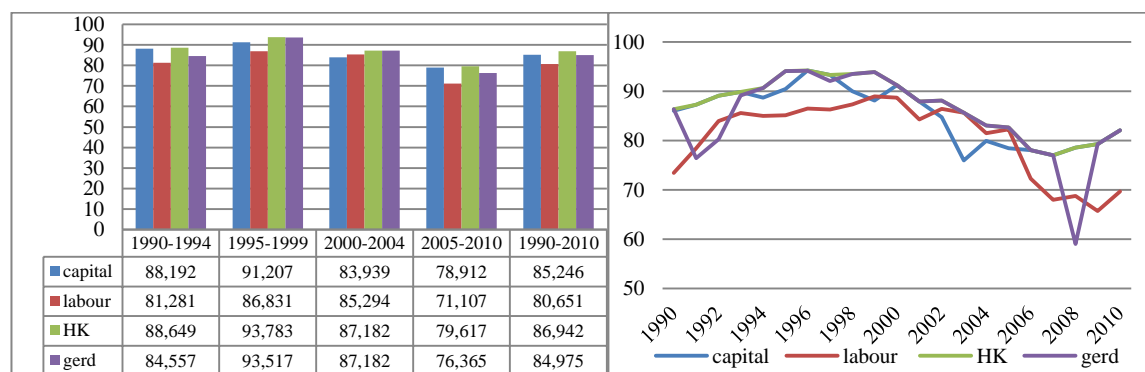 100
90
80
70
60
50
40
30
20
10
0
1990-1994 1995-1999 2000-2004 2005-2010 1990-2010
capital 88,192 91,207 83,939 78,912 85,246
labour 81,281 86,831 85,294 71,107 80,651
HK 88,649 93,783 87,182 79,617 86,942
gerd 84,557 93,517 87,182 76,365 84,975
100
90
80
70
60
50
1990 1992 1994 1996 1998 2000 2002 2004 2006 2008 2010
capital labour HK gerd